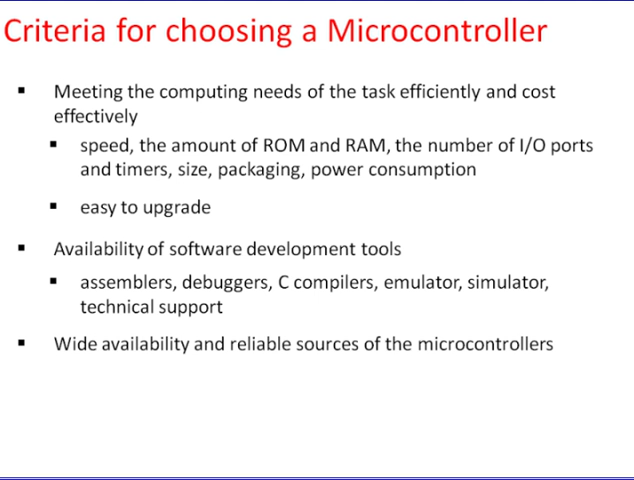 Criteria for choosing a Microcontroller
▪ Meeting the computing needs of the task efficiently and cost
effectively
▪ speed, the amount of ROM and RAM, the number of I/O ports
and timers, size, packaging, power consumption
▪ easy to upgrade
▪ Availability of software development tools
▪ assemblers, debuggers, C compilers, emulator, simulator,
technical support
▪ Wide availability and reliable sources of the microcontrollers